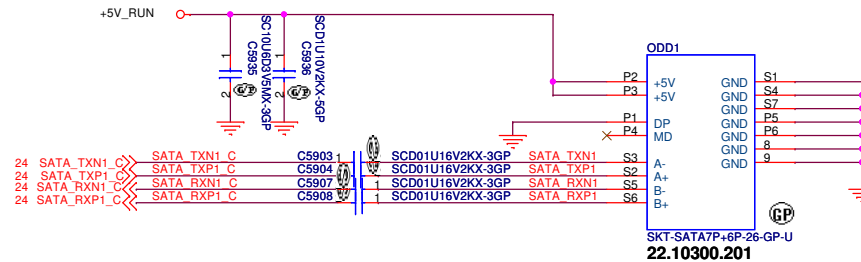 +5V_RUN
SC10U6D3V5MX-3GP
C5935
1
2
GP
SCD1U10V2KX-5GP
C5936
1
2
GP
ODD1
P2 +5V GND S1
P3 +5V GND S4
GND S7
P1 DP GND P5
P4 MD GND P6
GND 8
GND 9
24 SATA_TXN1_C SATA_TXN1_C C5903 1 SCD01U16V2KX-3GP SATA_TXN1 S3 A-
24 SATA_TXP1_C SATA_TXP1_C C5904 1 SCD01U16V2KX-3GP SATA_TXP1 S2 A+
24 SATA_RXN1_C SATA_RXN1_C C5907 1 SCD01U16V2KX-3GP SATA_RXN1 S5 B-
24 SATA_RXP1_C SATA_RXP1_C C5908 1 SCD01U16V2KX-3GP SATA_RXP1 S6 B+
GP
SKT-SATA7P+6P-26-GP-U
22.10300.201